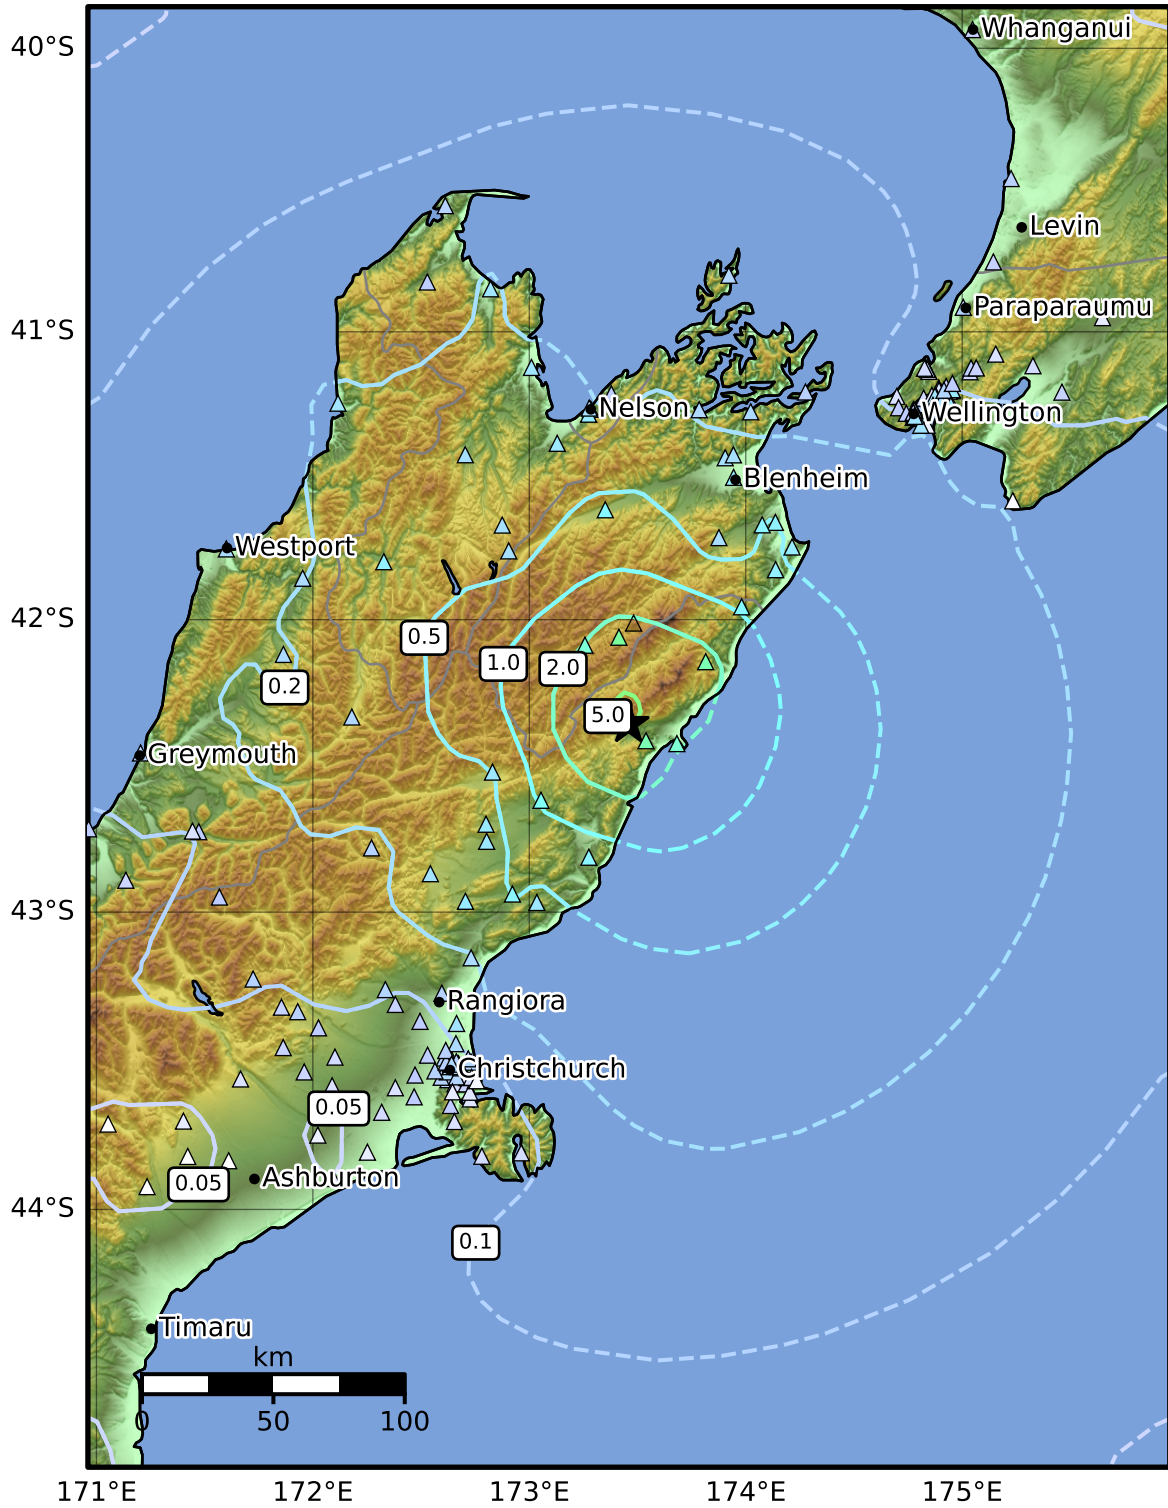 40°S
Whanganui
Levin
Paraparaumu
41°S
Nelson
Wellington
Blenheim
Westport
42°S
0.5
1.0
2.0
0.2
5.0
Greymouth
43°S
Rangiora
Christchurch
0.05
Ashburton
0.05
44°S
0.1
Timaru
km
0 50 100
171°E 172°E 173°E 174°E 175°E